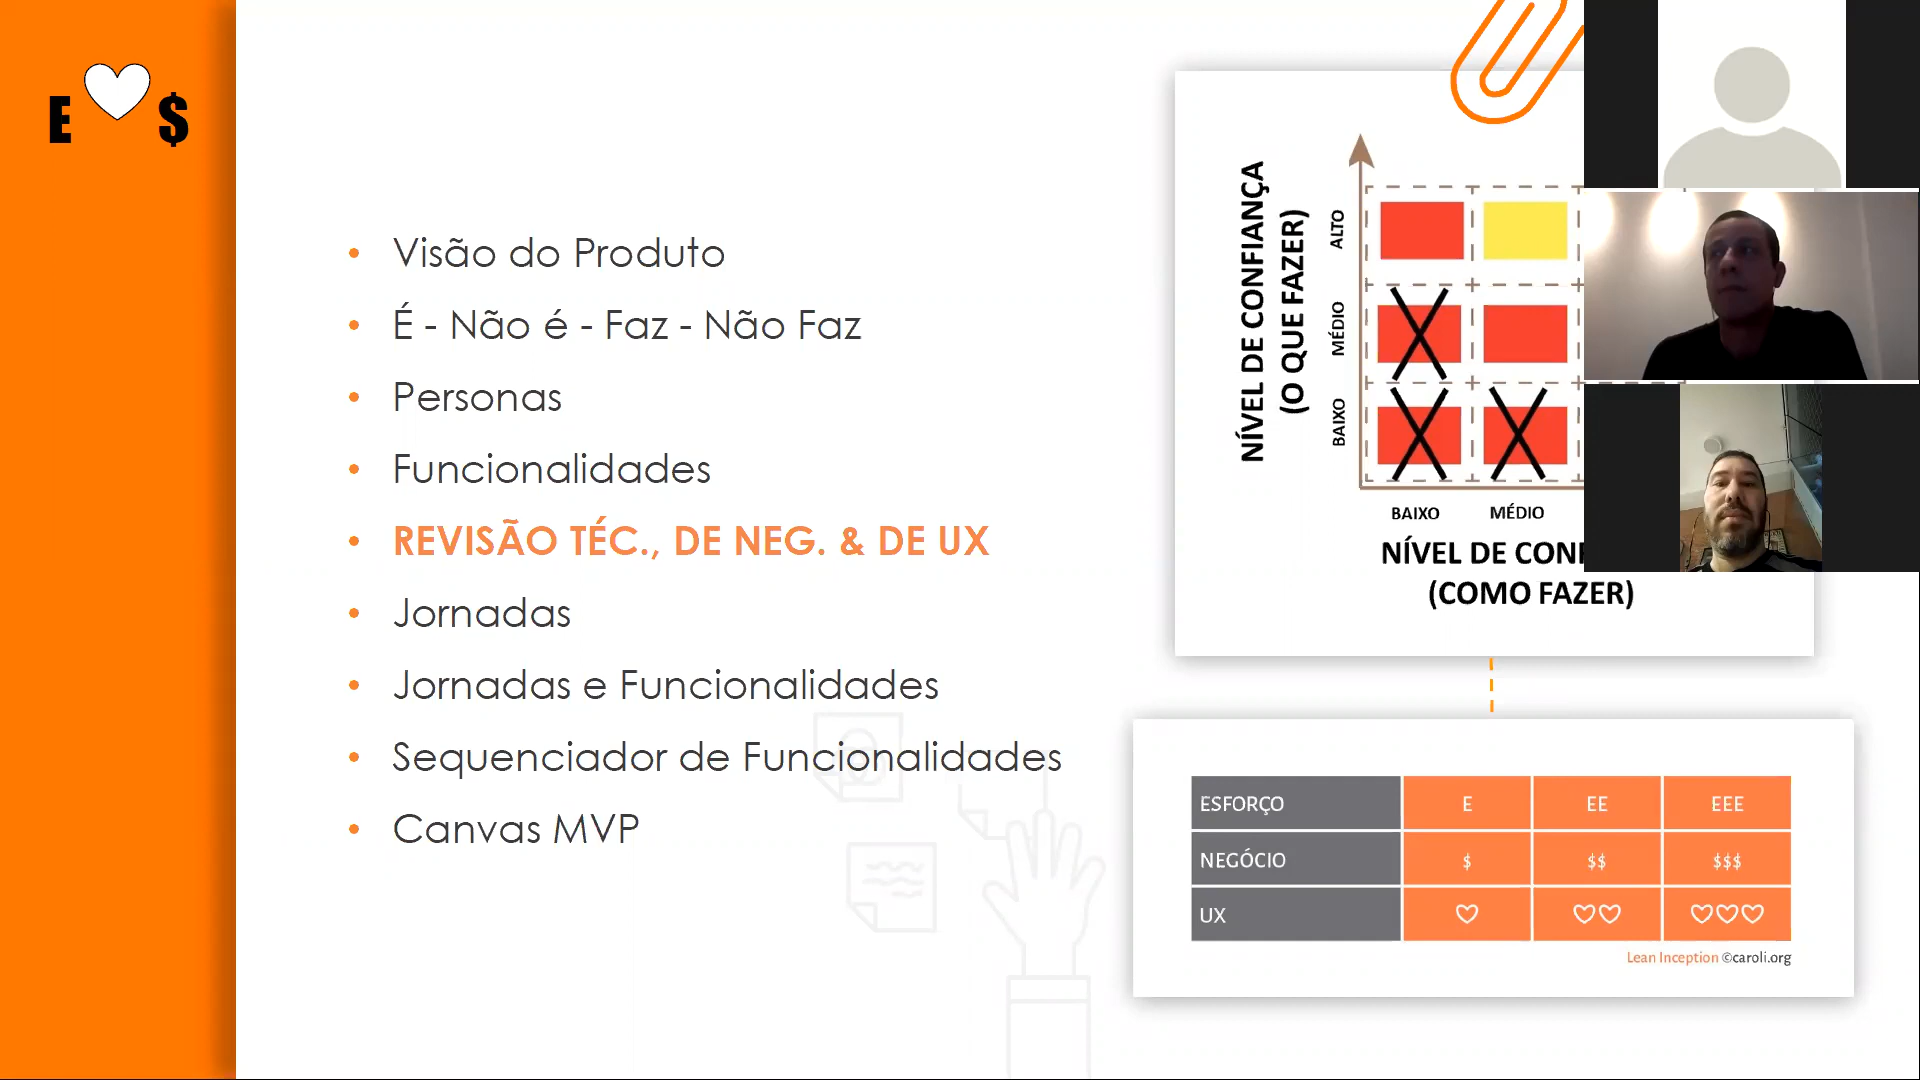 E $
Visão do Produto
É - Não é - Faz - Não Faz
Personas
Funcionalidades
REVISÃO TÉC., DE NEG. & DE UX
Jornadas
Jornadas e Funcionalidades
Sequenciador de Funcionalidades
Canvas MVP
NÍVEL DE CONFIANÇA
(O QUE FAZER)
ALTO
MÉDIO
BAIXO
BAIXO MÉDIO
NÍVEL DE
(COMO FAZER)
ESFORÇO E EE EEE
NEGÓCIO $ $$ $$$
UX ♡ ♡♡ ♡♡♡
Lean Inception ©caroli.org